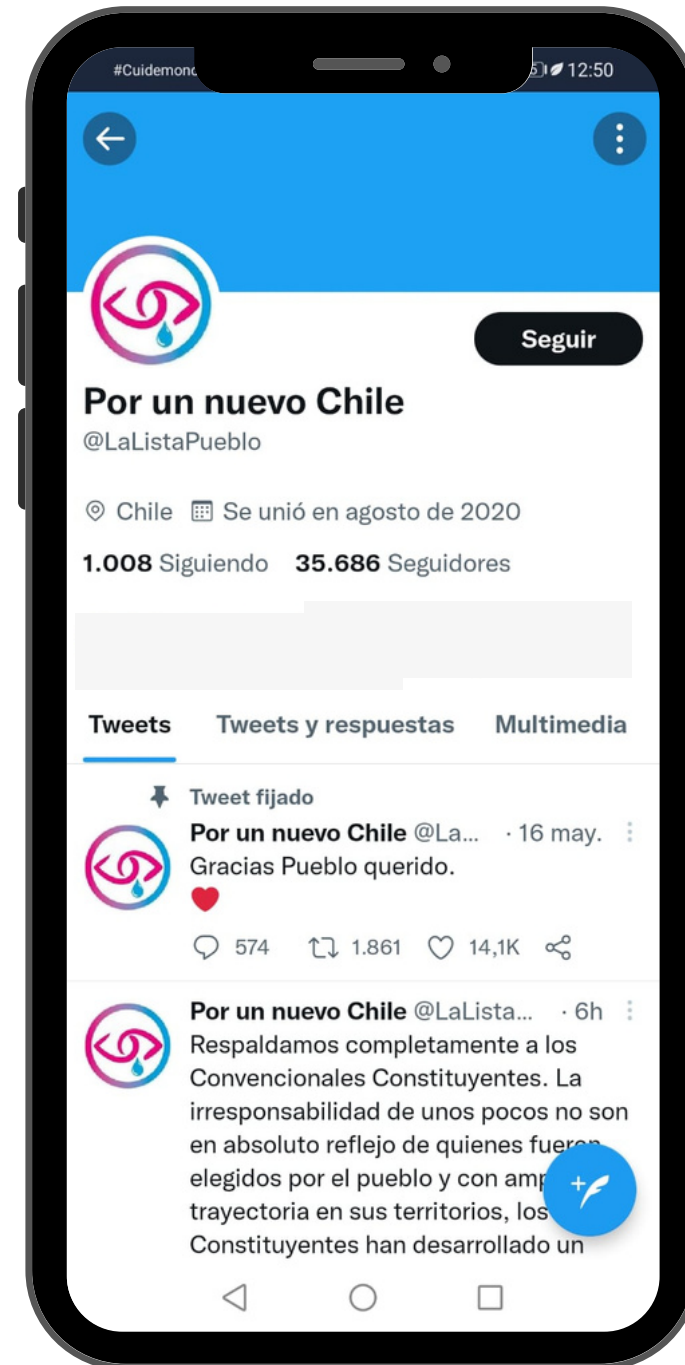 #Cuidemonos
12:50
Seguir
Por un nuevo Chile
@LaListaPueblo
Chile Se unió en agosto de 2020
1.008 Siguiendo 35.686 Seguidores
Tweets Tweets y respuestas Multimedia
Tweet fijado
Por un nuevo Chile @La... · 16 may.
Gracias Pueblo querido.
❤️
574 1.861 14,1K
Por un nuevo Chile @LaLista... · 6h
Respaldamos completamente a los
Convencionales Constituyentes. La
irresponsabilidad de unos pocos no son
en absoluto reflejo de quienes fueron
elegidos por el pueblo y con
trayectoria en sus territorios, los
Constituyentes han desarrollado un